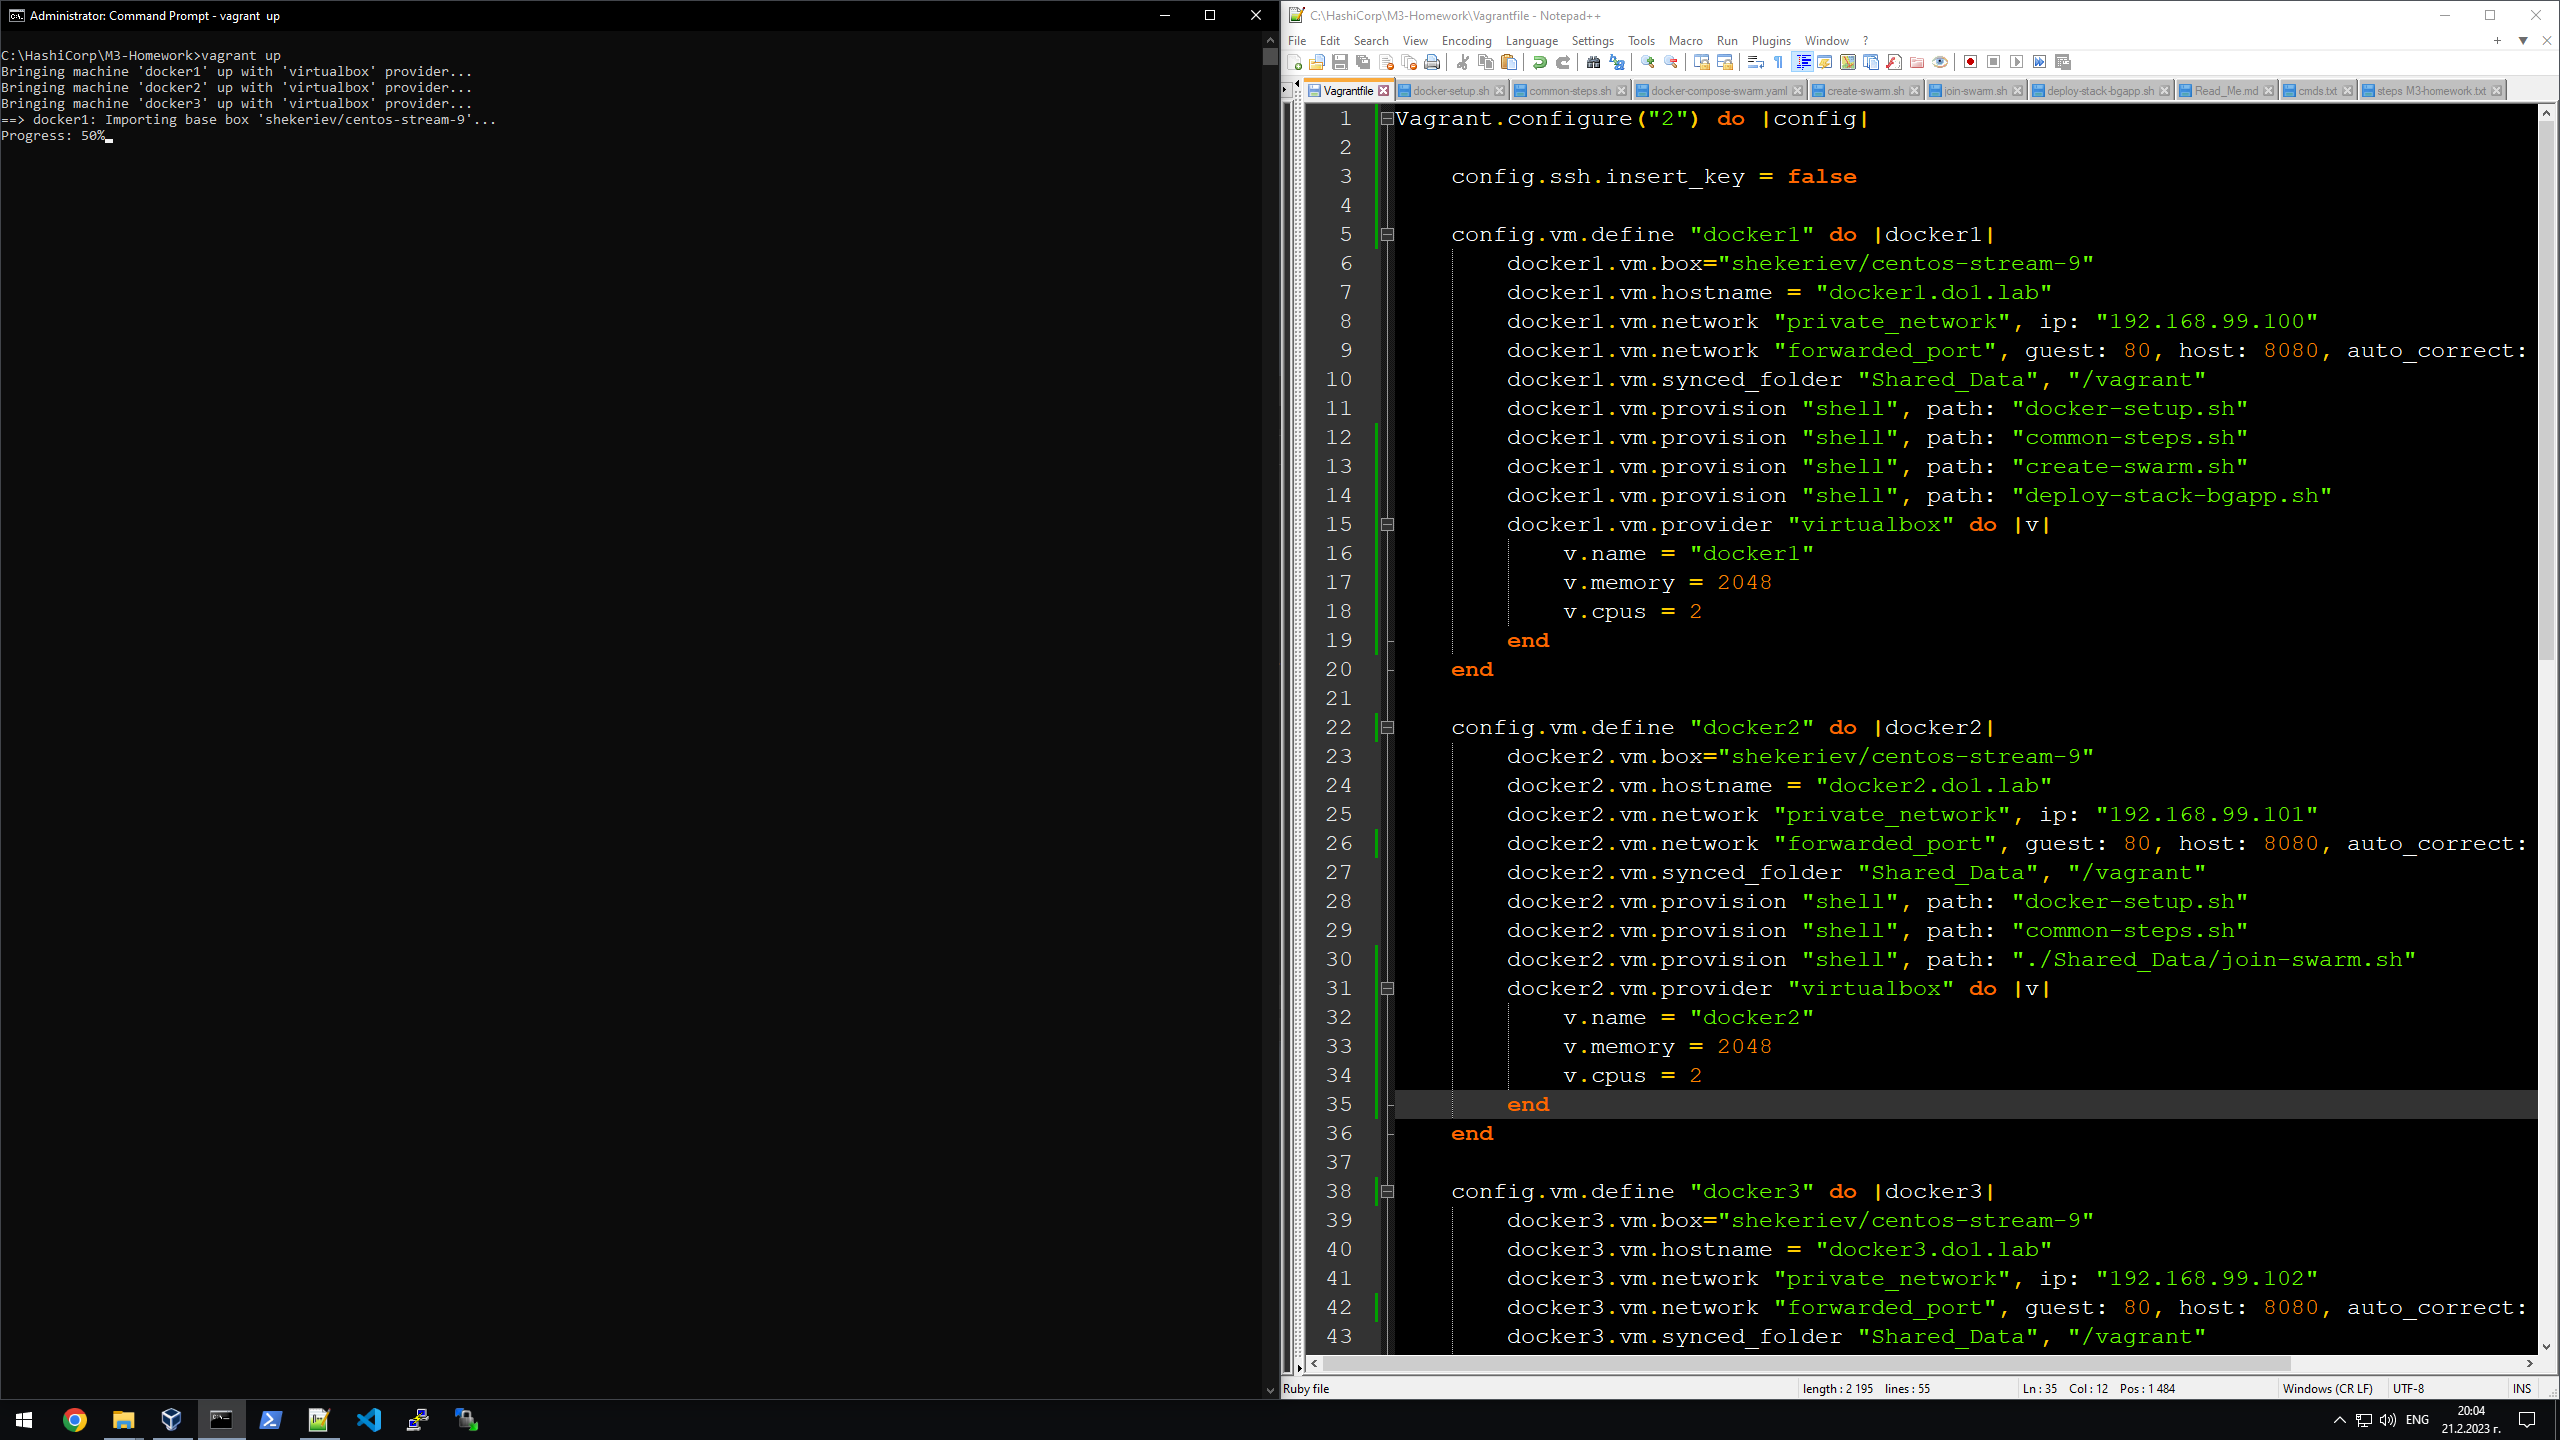 Administrator: Command Prompt - vagrant  up
C:\HashiCorp\M3-Homework>vagrant up
Bringing machine 'docker1' up with 'virtualbox' provider...
Bringing machine 'docker2' up with 'virtualbox' provider...
Bringing machine 'docker3' up with 'virtualbox' provider...
==> docker1: Importing base box 'shekeriev/centos-stream-9'...
Progress: 50%
C:\HashiCorp\M3-Homework\Vagrantfile - Notepad++
File Edit Search View Encoding Language Settings Tools Macro Run Plugins Window ?
Vagrantfile docker-setup.sh common-steps.sh docker-compose-swarm.yaml create-swarm.sh join-swarm.sh deploy-stack-bgapp.sh Read_Me.md cmds.txt steps M3-homework.txt
1 Vagrant.configure("2") do |config|
2
3     config.ssh.insert_key = false
4
5     config.vm.define "docker1" do |docker1|
6         docker1.vm.box="shekeriev/centos-stream-9"
7         docker1.vm.hostname = "docker1.do1.lab"
8         docker1.vm.network "private_network", ip: "192.168.99.100"
9         docker1.vm.network "forwarded_port", guest: 80, host: 8080, auto_correct:
10         docker1.vm.synced_folder "Shared_Data", "/vagrant"
11         docker1.vm.provision "shell", path: "docker-setup.sh"
12         docker1.vm.provision "shell", path: "common-steps.sh"
13         docker1.vm.provision "shell", path: "create-swarm.sh"
14         docker1.vm.provision "shell", path: "deploy-stack-bgapp.sh"
15         docker1.vm.provider "virtualbox" do |v|
16             v.name = "docker1"
17             v.memory = 2048
18             v.cpus = 2
19         end
20     end
21
22     config.vm.define "docker2" do |docker2|
23         docker2.vm.box="shekeriev/centos-stream-9"
24         docker2.vm.hostname = "docker2.do1.lab"
25         docker2.vm.network "private_network", ip: "192.168.99.101"
26         docker2.vm.network "forwarded_port", guest: 80, host: 8080, auto_correct:
27         docker2.vm.synced_folder "Shared_Data", "/vagrant"
28         docker2.vm.provision "shell", path: "docker-setup.sh"
29         docker2.vm.provision "shell", path: "common-steps.sh"
30         docker2.vm.provision "shell", path: "./Shared_Data/join-swarm.sh"
31         docker2.vm.provider "virtualbox" do |v|
32             v.name = "docker2"
33             v.memory = 2048
34             v.cpus = 2
35         end
36     end
37
38     config.vm.define "docker3" do |docker3|
39         docker3.vm.box="shekeriev/centos-stream-9"
40         docker3.vm.hostname = "docker3.do1.lab"
41         docker3.vm.network "private_network", ip: "192.168.99.102"
42         docker3.vm.network "forwarded_port", guest: 80, host: 8080, auto_correct:
43         docker3.vm.synced_folder "Shared_Data", "/vagrant"
Ruby file length : 2 195 lines : 55 Ln : 35 Col : 12 Pos : 1 484 Windows (CR LF) UTF-8 INS
ENG 20:04
21.2.2023 г.